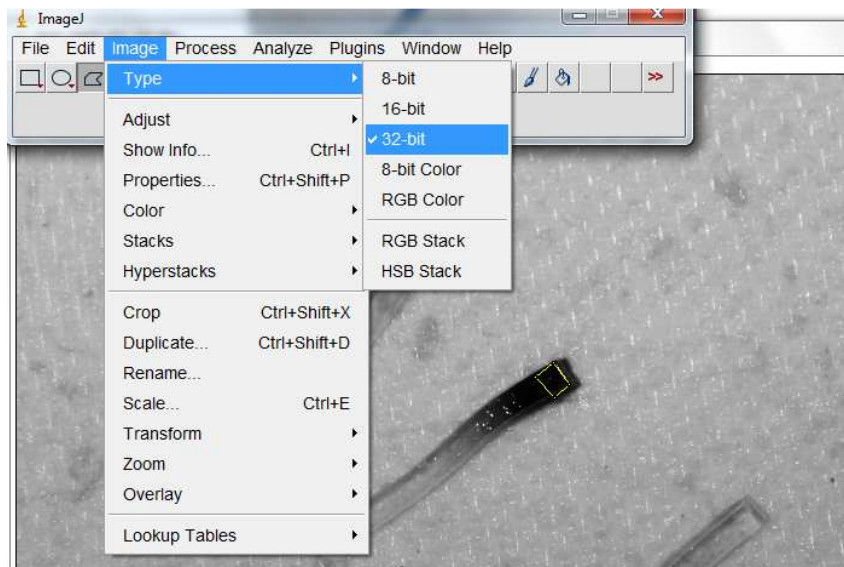 ImageJ
File Edit Image Process Analyze Plugins Window Help
>>
Type
Adjust
Show Info... Ctrl+I
Properties... Ctrl+Shift+P
Color
Stacks
Hyperstacks
Crop Ctrl+Shift+X
Duplicate... Ctrl+Shift+D
Rename...
Scale... Ctrl+E
Transform
Zoom
Overlay
Lookup Tables
8-bit
16-bit
32-bit
8-bit Color
RGB Color
RGB Stack
HSB Stack